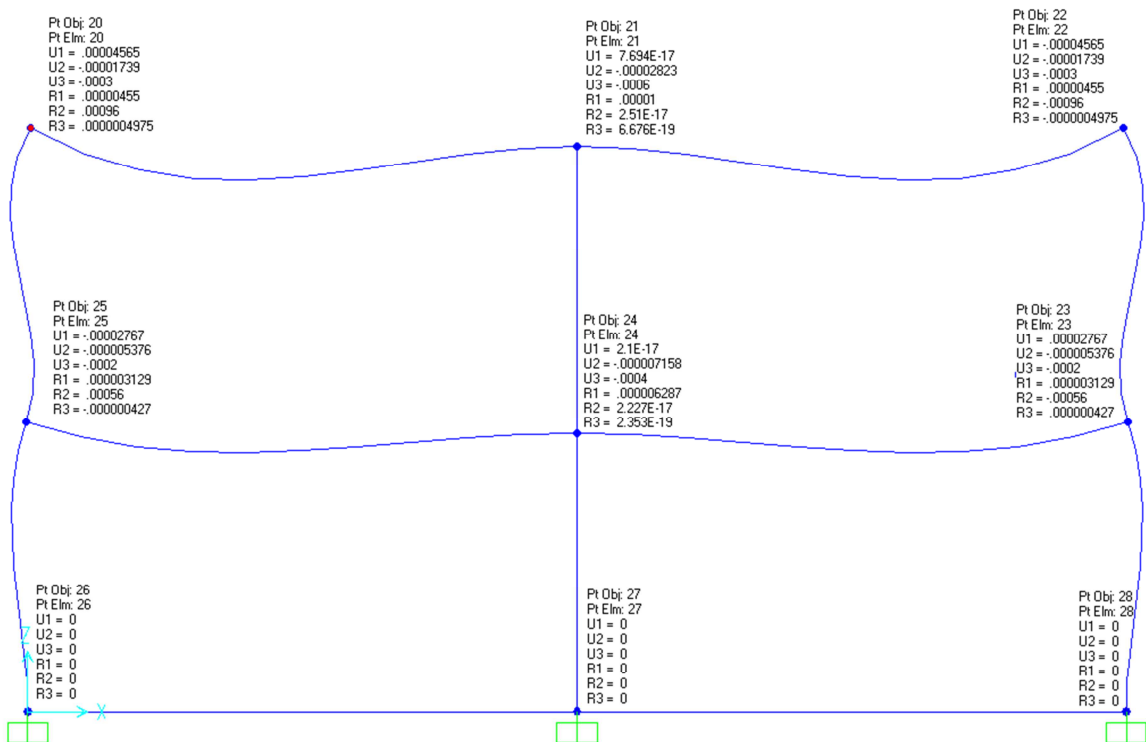 Pt Obj: 20
Pt Elm: 20
U1 = .00004565
U2 = -.00001739
U3 = -.0003
R1 = .00000455
R2 = .00096
R3 = .0000004975
Pt Obj: 21
Pt Elm: 21
U1 = 7.694E-17
U2 = -.00002823
U3 = -.0006
R1 = .00001
R2 = 2.51E-17
R3 = 6.676E-19
Pt Obj: 22
Pt Elm: 22
U1 = -.00004565
U2 = -.00001739
U3 = -.0003
R1 = .00000455
R2 = -.00096
R3 = -.0000004975
Pt Obj: 25
Pt Elm: 25
U1 = -.00002767
U2 = -.000005376
U3 = -.0002
R1 = .000003129
R2 = .00056
R3 = -.000000427
Pt Obj: 24
Pt Elm: 24
U1 = 2.1E-17
U2 = -.000007158
U3 = -.0004
R1 = .000006287
R2 = 2.227E-17
R3 = 2.353E-19
Pt Obj: 23
Pt Elm: 23
U1 = .00002767
U2 = -.000005376
U3 = -.0002
R1 = .000003129
R2 = -.00056
R3 = .000000427
Pt Obj: 26
Pt Elm: 26
U1 = 0
U2 = 0
U3 = 0
R1 = 0
R2 = 0
R3 = 0
Z
X
Pt Obj: 27
Pt Elm: 27
U1 = 0
U2 = 0
U3 = 0
R1 = 0
R2 = 0
R3 = 0
Pt Obj: 28
Pt Elm: 28
U1 = 0
U2 = 0
U3 = 0
R1 = 0
R2 = 0
R3 = 0